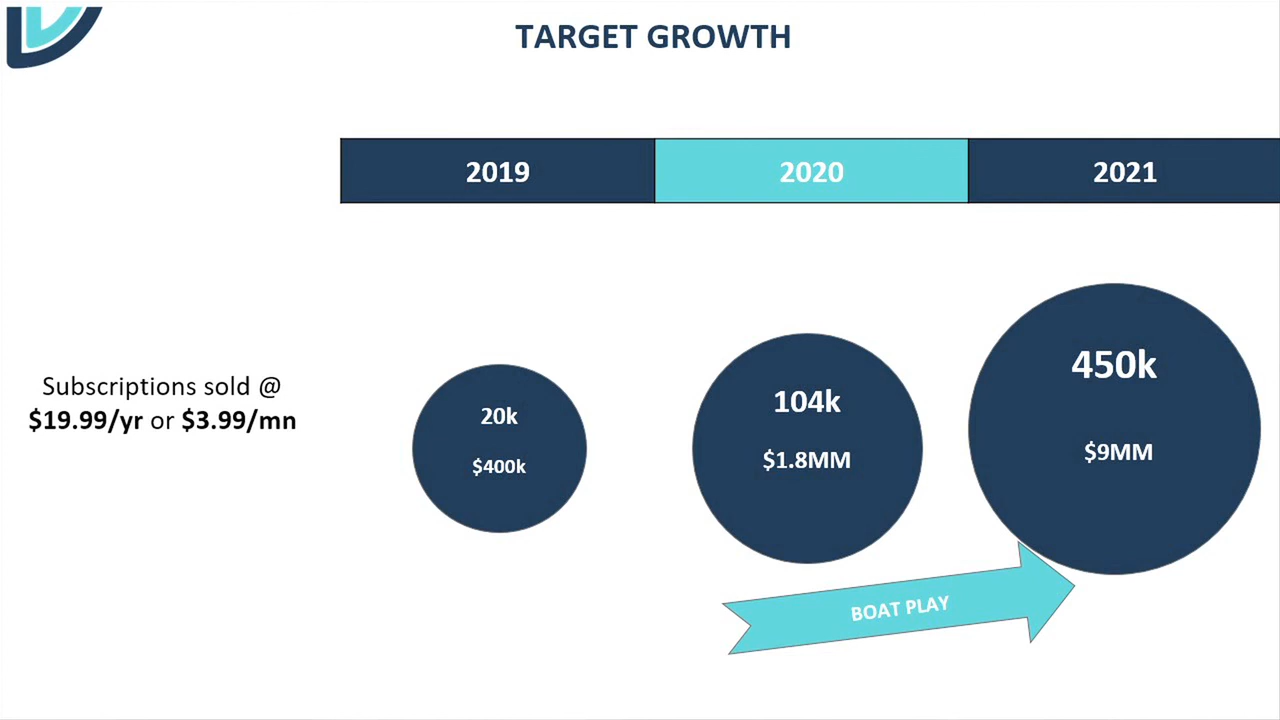 TARGET GROWTH
2019
2020
2021
Subscriptions sold @
$19.99/yr or $3.99/mn
20k
$400k
104k
$1.8MM
450k
$9MM
BOAT PLAY